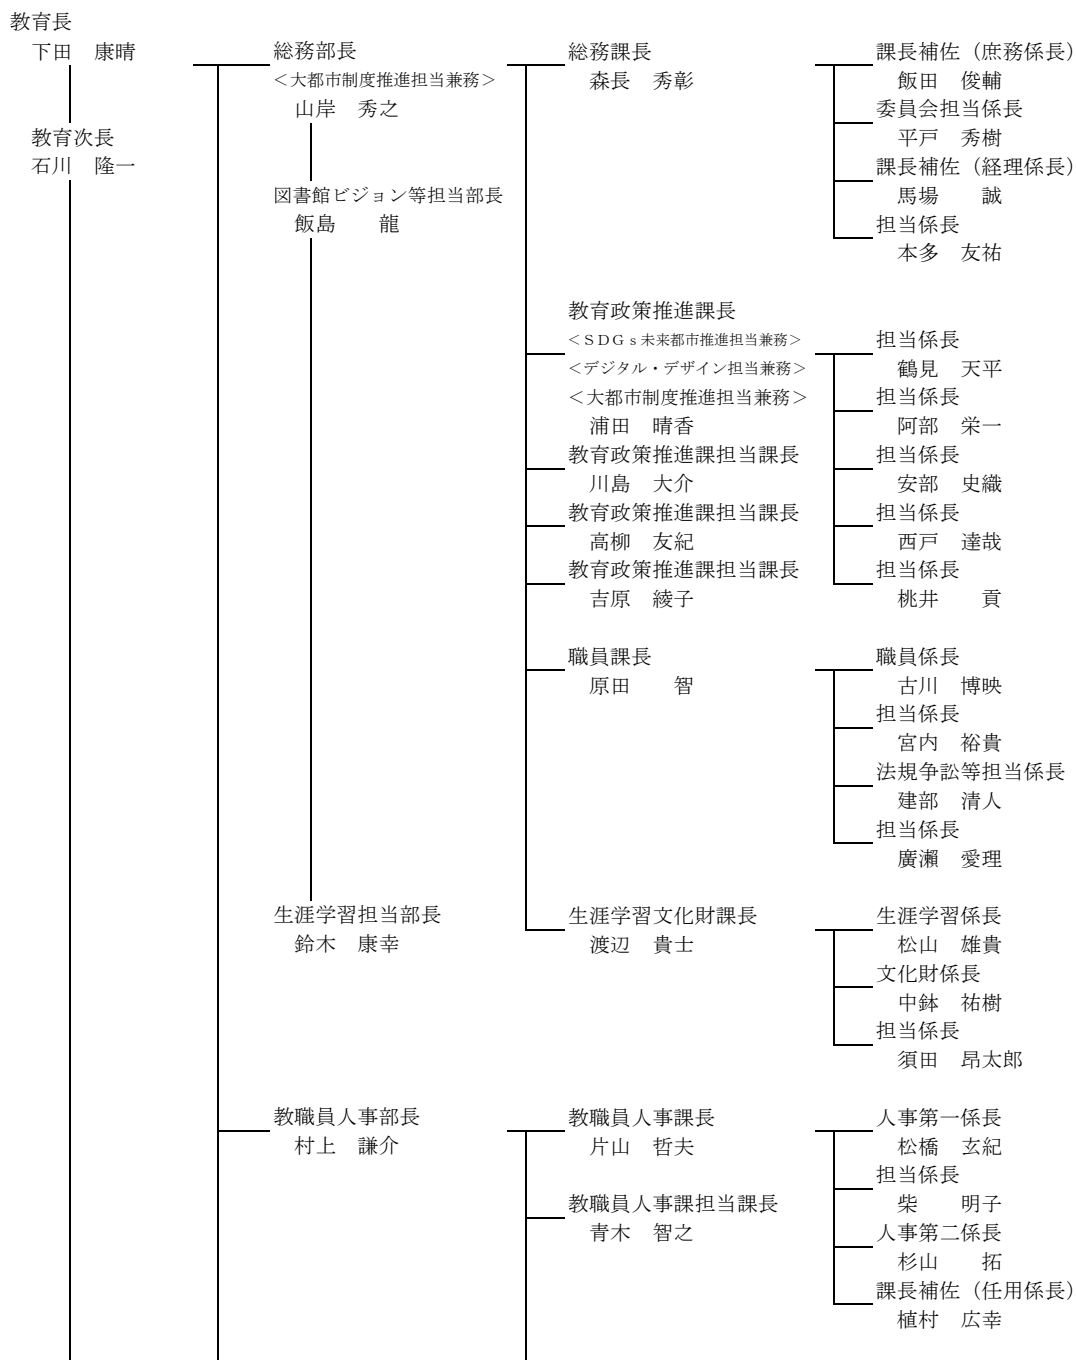 教育長
下田　康晴
教育次長
石川　隆一
総務部長
＜大都市制度推進担当兼務＞
山岸　秀之
図書館ビジョン等担当部長
飯島　　龍
総務課長
森長　秀彰
課長補佐（庶務係長）
飯田　俊輔
委員会担当係長
平戸　秀樹
課長補佐（経理係長）
馬場　　誠
担当係長
本多　友祐
教育政策推進課長
＜ＳＤＧｓ未来都市推進担当兼務＞
＜デジタル・デザイン担当兼務＞
＜大都市制度推進担当兼務＞
浦田　晴香
教育政策推進課担当課長
川島　大介
教育政策推進課担当課長
高柳　友紀
教育政策推進課担当課長
吉原　綾子
担当係長
鶴見　天平
担当係長
阿部　栄一
担当係長
安部　史織
担当係長
西戸　達哉
担当係長
桃井　　貢
職員課長
原田　　智
職員係長
古川　博映
担当係長
宮内　裕貴
法規争訟等担当係長
建部　清人
担当係長
廣瀬　愛理
生涯学習担当部長
鈴木　康幸
生涯学習文化財課長
渡辺　貴士
生涯学習係長
松山　雄貴
文化財係長
中鉢　祐樹
担当係長
須田　昂太郎
教職員人事部長
村上　謙介
教職員人事課長
片山　哲夫
教職員人事課担当課長
青木　智之
人事第一係長
松橋　玄紀
担当係長
柴　　明子
人事第二係長
杉山　　拓
課長補佐（任用係長）
植村　広幸